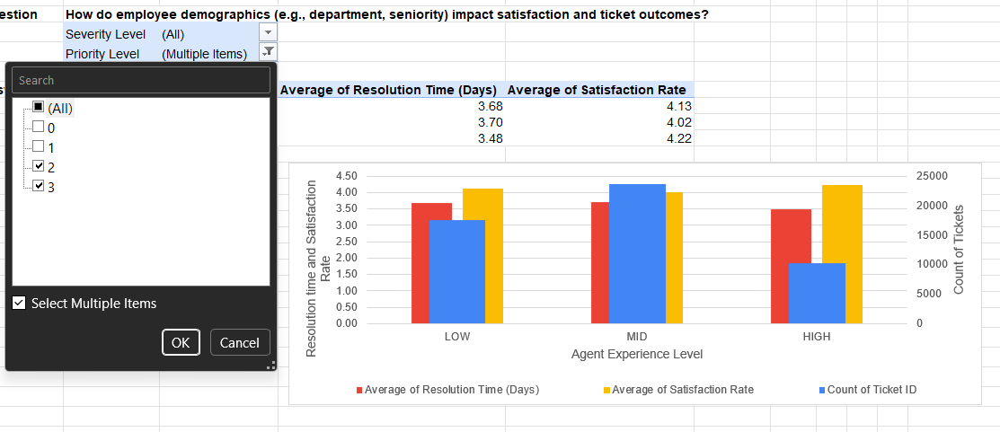 estion How do employee demographics (e.g., department, seniority) impact satisfaction and ticket outcomes?
Severity Level (All)
Priority Level (Multiple Items)
Search
(All)
0
1
2
3
Select Multiple Items
OK Cancel
Average of Resolution Time (Days) Average of Satisfaction Rate
3.68 4.13
3.70 4.02
3.48 4.22
Resolution time and Satisfaction
Rate
4.50
4.00
3.50
3.00
2.50
2.00
1.50
1.00
0.50
0.00
25000
20000
15000
10000
5000
0
Count of Tickets
LOW MID HIGH
Agent Experience Level
Average of Resolution Time (Days) Average of Satisfaction Rate Count of Ticket ID